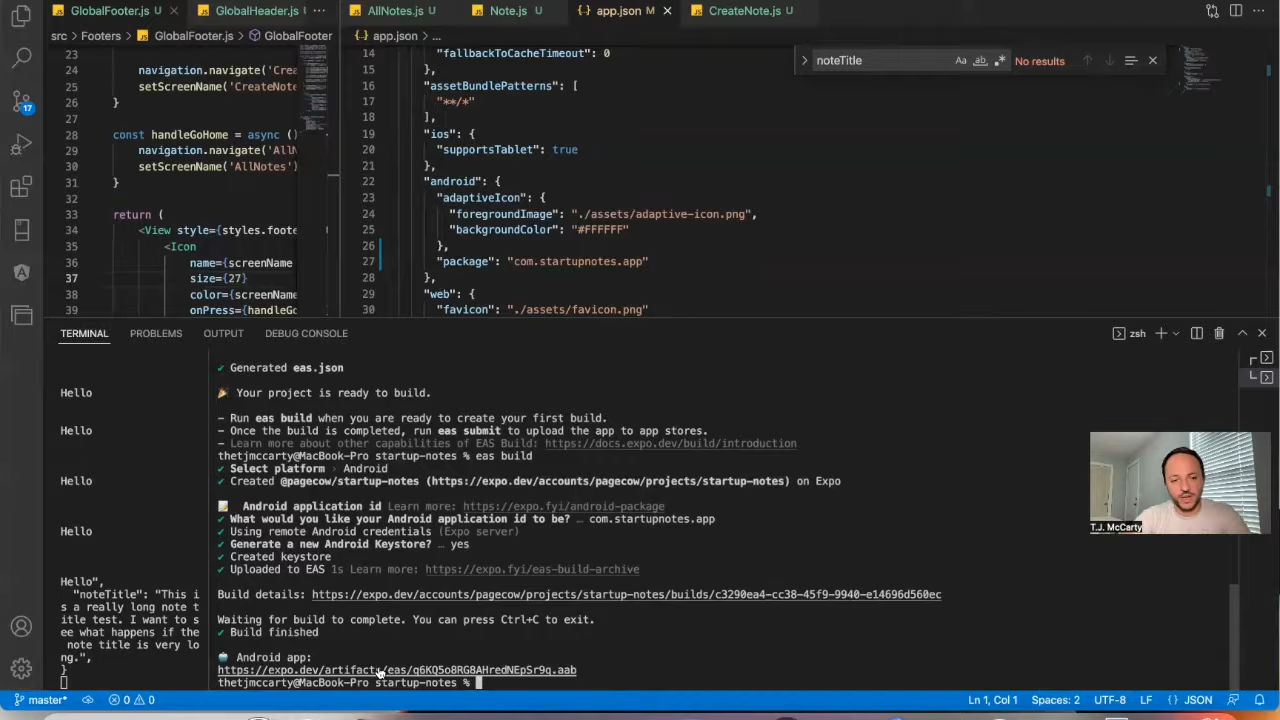 GlobalFooter.js U
GlobalHeader.js U
AllNotes.js U
Note.js U
app.json M
CreateNote.js U
src > Footers > GlobalFooter.js > GlobalFooter
app.json > ...
23
24 navigation.navigate('Crea
25 setScreenName('CreateNote
26 }
27
28 const handleGoHome = async ()
29 navigation.navigate('AllN
30 setScreenName('AllNotes')
31 }
32
33 return (
34 <View style={styles.foote
35 <Icon
36 name={screenName
37 size={27}
38 color={screenName
39 onPress={handleGo
14 "fallbackToCacheTimeout": 0
15 },
16 "assetBundlePatterns": [
17 "**/*"
18 ],
19 "ios": {
20 "supportsTablet": true
21 },
22 "android": {
23 "adaptiveIcon": {
24 "foregroundImage": "./assets/adaptive-icon.png",
25 "backgroundColor": "#FFFFFF"
26 },
27 "package": "com.startupnotes.app"
28 },
29 "web": {
30 "favicon": "./assets/favicon.png"
noteTitle
No results
TERMINAL PROBLEMS OUTPUT DEBUG CONSOLE
zsh
Hello
Hello
Hello
Hello
Hello",
"noteTitle": "This i
s a really long note
title test. I want to
see what happens if the
note title is very lo
ng.",
}
✔ Generated eas.json
🎉 Your project is ready to build.
- Run eas build when you are ready to create your first build.
- Once the build is completed, run eas submit to upload the app to app stores.
- Learn more about other capabilities of EAS Build: https://docs.expo.dev/build/introduction
thetjmccarty@MacBook-Pro startup-notes % eas build
✔ Select platform › Android
✔ Created @pagecow/startup-notes (https://expo.dev/accounts/pagecow/projects/startup-notes) on Expo
📝 Android application id Learn more: https://expo.fyi/android-package
✔ What would you like your Android application id to be? … com.startupnotes.app
✔ Using remote Android credentials (Expo server)
✔ Generate a new Android Keystore? … yes
✔ Created keystore
✔ Uploaded to EAS 1s Learn more: https://expo.fyi/eas-build-archive
Build details: https://expo.dev/accounts/pagecow/projects/startup-notes/builds/c3290ea4-cc38-45f9-9940-e14696d560ec
Waiting for build to complete. You can press Ctrl+C to exit.
✔ Build finished
🤖 Android app:
https://expo.dev/artifacts/eas/q6KQ5o8RG8AHredNEpSr9q.aab
thetjmccarty@MacBook-Pro startup-notes %
T.J. McCarty
17
master* 0 0
Ln 1, Col 1 Spaces: 2 UTF-8 LF {} JSON